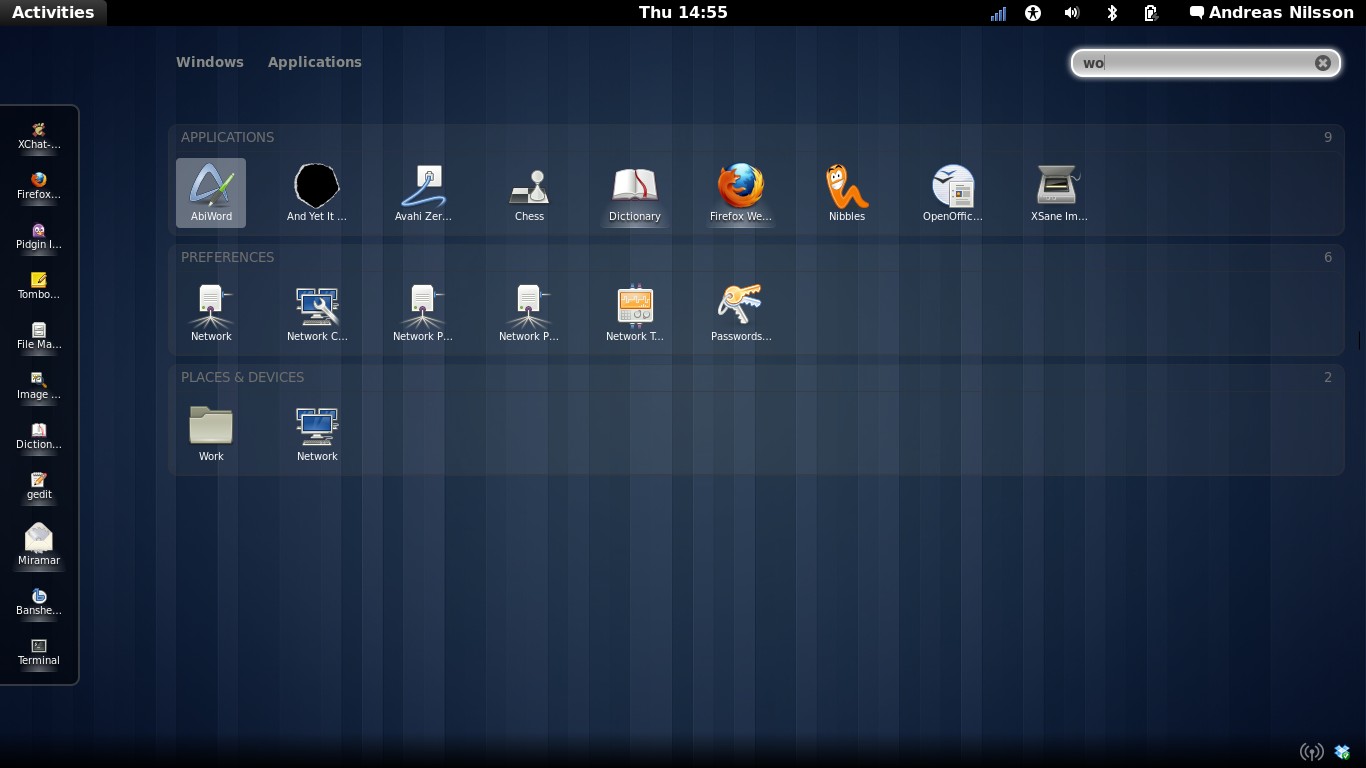 Activities
Thu 14:55
Andreas Nilsson
Windows
Applications
wo
XChat-...
Firefox...
Pidgin I...
Tombo...
File Ma...
Image ...
Diction...
gedit
Miramar
Banshe...
Terminal
APPLICATIONS
9
AbiWord
And Yet It ...
Avahi Zer...
Chess
Dictionary
Firefox We...
Nibbles
OpenOffic...
XSane Im...
PREFERENCES
6
Network
Network C...
Network P...
Network P...
Network T...
Passwords...
PLACES & DEVICES
2
Work
Network